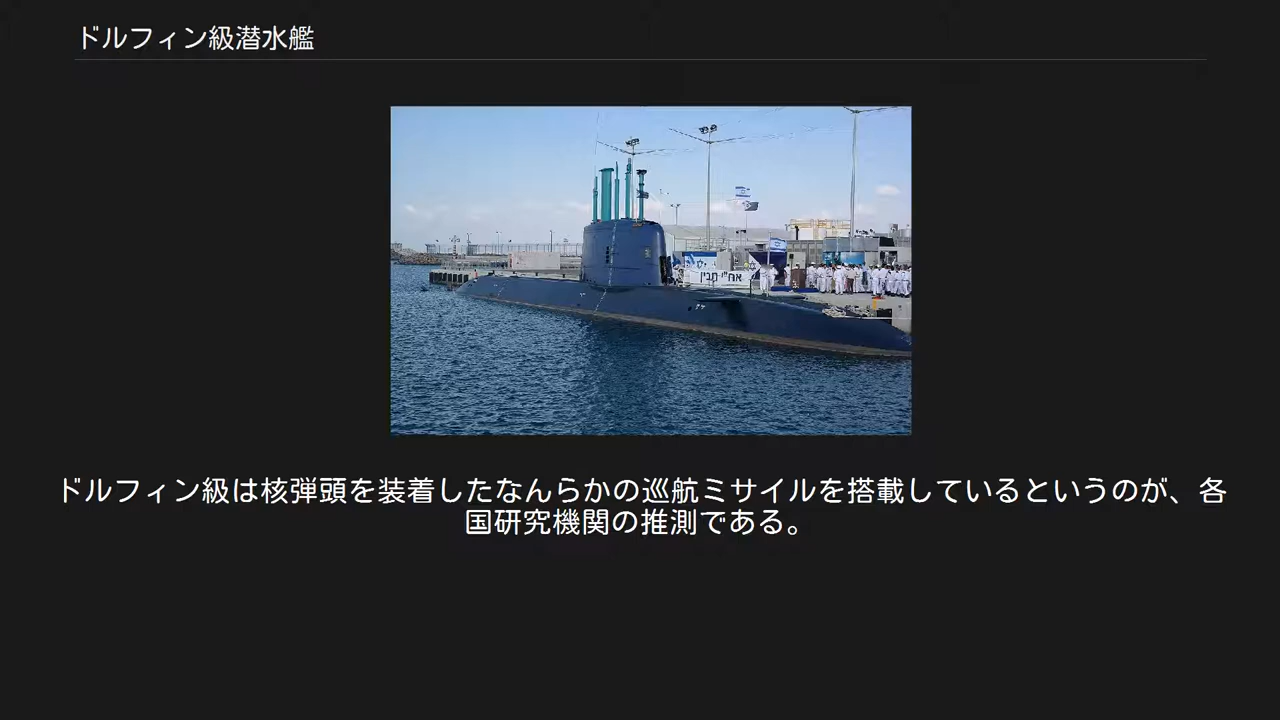 ドルフィン級潜水艦
אח"י תנין
ドルフィン級は核弾頭を装着したなんらかの巡航ミサイルを搭載しているというのが、各
国研究機関の推測である。